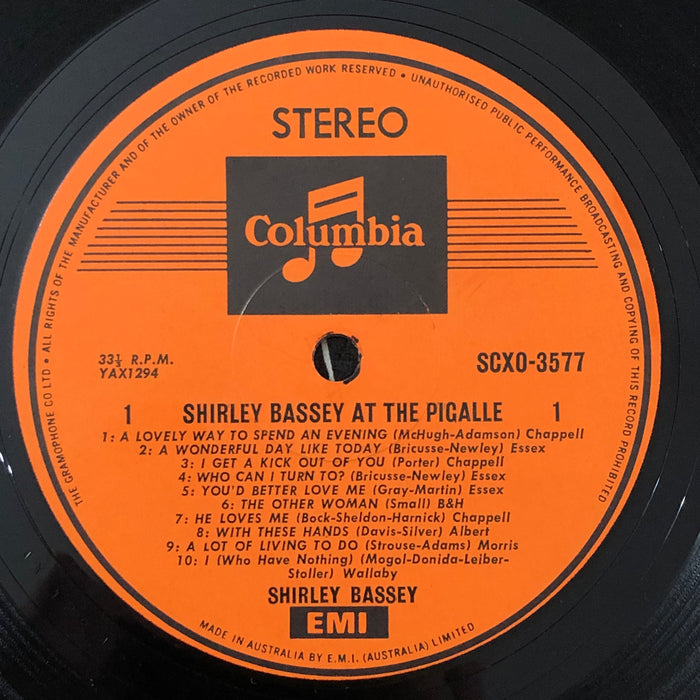 THE GRAMOPHONE CO LTD • ALL RIGHTS OF THE MANUFACTURER AND OF THE OWNER OF THE RECORDED WORK RESERVED • UNAUTHORISED PUBLIC PERFORMANCE BROADCASTING AND COPYING OF THIS RECORD PROHIBITED
STEREO
Columbia
33⅓ R.P.M.
YAX1294
SCXO-3577
1 SHIRLEY BASSEY AT THE PIGALLE 1
1: A LOVELY WAY TO SPEND AN EVENING (McHugh-Adamson) Chappell
2: A WONDERFUL DAY LIKE TODAY (Bricusse-Newley) Essex
3: I GET A KICK OUT OF YOU (Porter) Chappell
4: WHO CAN I TURN TO? (Bricusse-Newley) Essex
5: YOU'D BETTER LOVE ME (Gray-Martin) Essex
6: THE OTHER WOMAN (Small) B&H
7: HE LOVES ME (Bock-Sheldon-Harnick) Chappell
8: WITH THESE HANDS (Davis-Silver) Albert
9: A LOT OF LIVING TO DO (Strouse-Adams) Morris
10: I (Who Have Nothing) (Mogol-Donida-Leiber-
Stoller) Wallaby
SHIRLEY BASSEY
EMI
MADE IN AUSTRALIA BY E.M.I. (AUSTRALIA) LIMITED